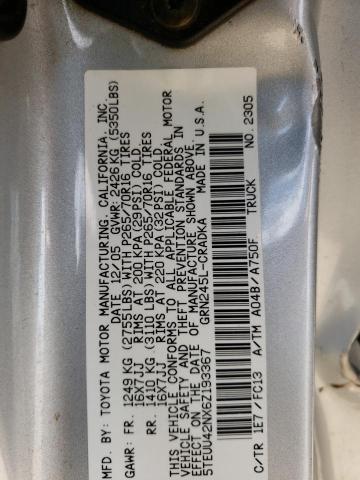 MFD. BY: TOYOTA MOTOR MANUFACTURING, CALIFORNIA, INC.
DATE 12/05 GVWR: 2426 KG (5350LBS)
GAWR: FR. 1249 KG (2755 LBS) WITH P265/70R16 TIRES
16X7JJ RIMS AT 200 KPA(29 PSI) COLD.
RR. 1410 KG (3110 LBS) WITH P265/70R16 TIRES
16X7JJ RIMS AT 220 KPA (32PSI) COLD
THIS VEHICLE CONFORMS TO ALL APPLICABLE FEDERAL MOTOR
VEHICLE SAFETY AND THEFT PREVENTION STANDARDS IN
EFFECT ON THE DATE OF MANUFACTURE SHOWN ABOVE.
5TEUU42NX6Z193367 GRN245L-CRADKA MADE IN U.S.A.
TRUCK
C/TR 1E7/FC13 A/TM A04B/A750F NO. 2305